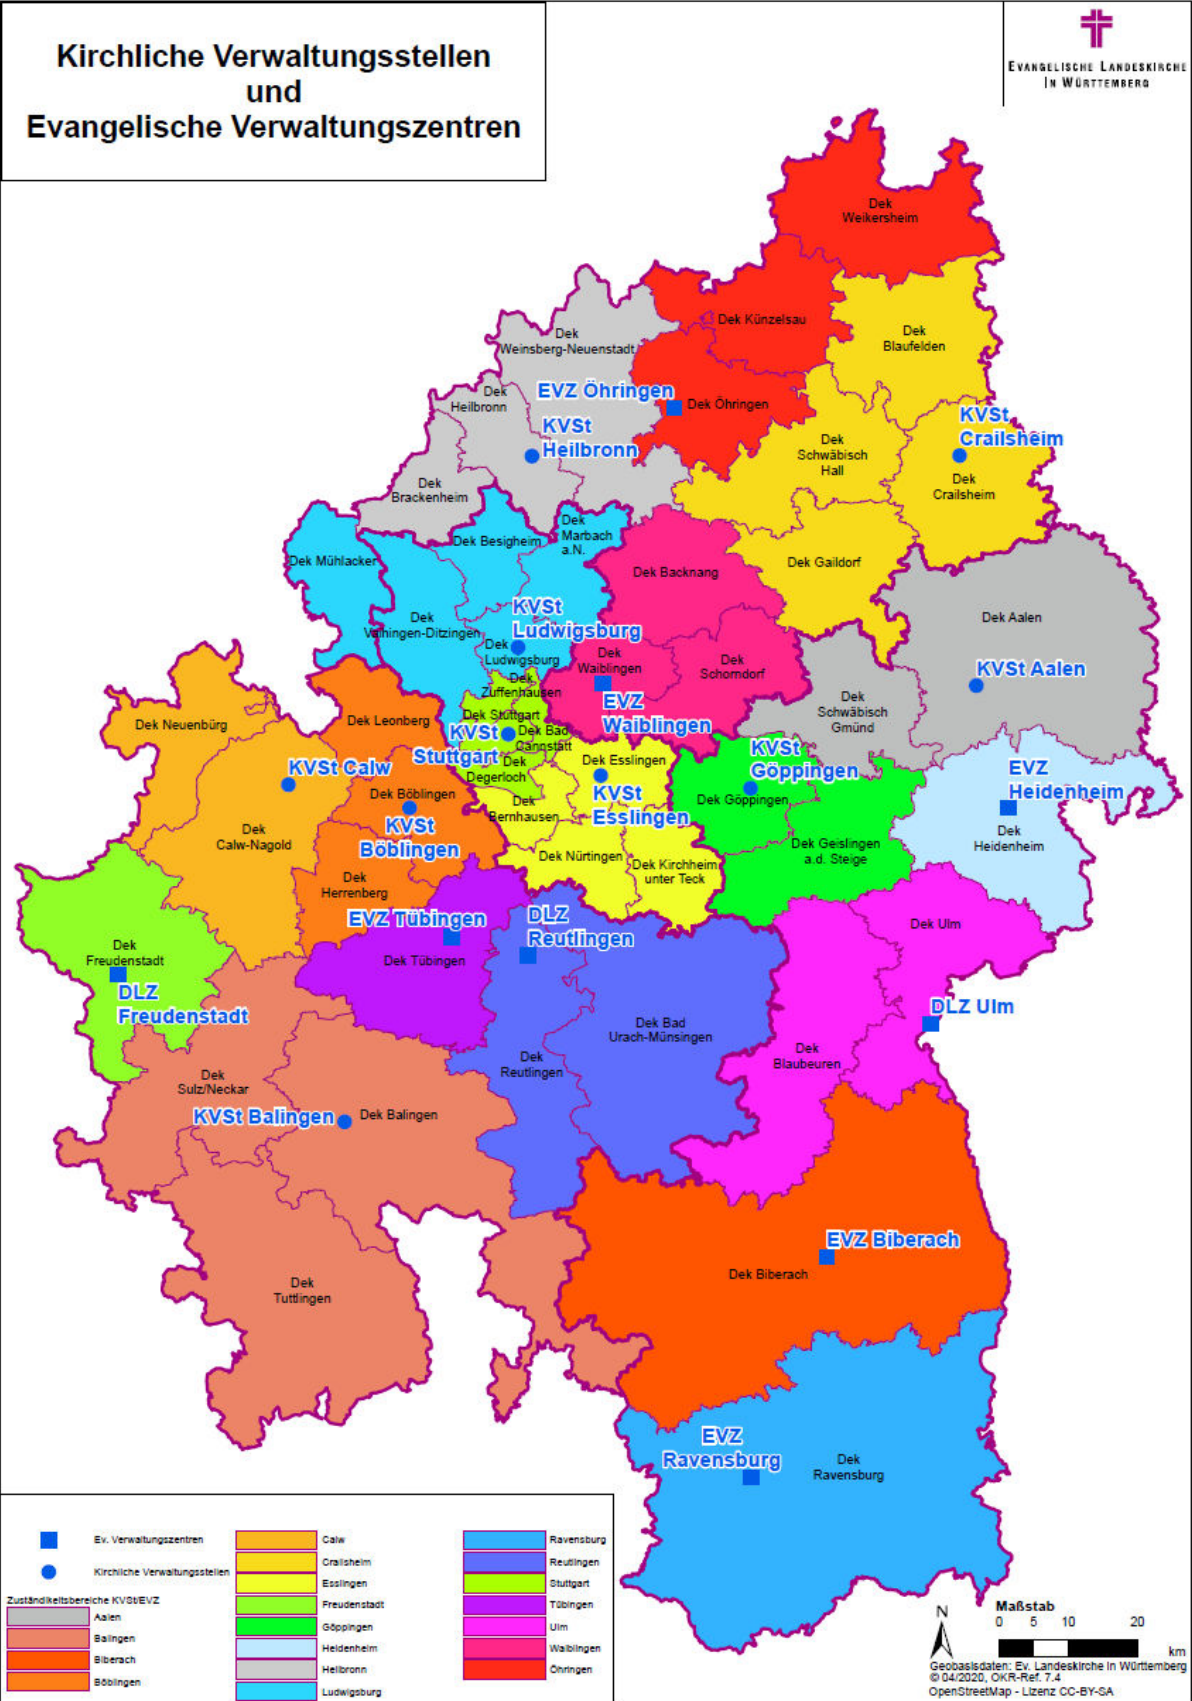 Kirchliche Verwaltungsstellen
und
Evangelische Verwaltungszentren
EVANGELISCHE LANDESKIRCHE
IN WÜRTTEMBERG
Dek
Weikersheim
Dek Künzelsau
Dek
Blaufelden
Dek
Weinsberg-Neuenstadt
EVZ Öhringen
Dek Öhringen
Dek
Heilbronn
KVSt
Heilbronn
KVSt
Crailsheim
Dek
Schwäbisch
Hall
Dek
Crailsheim
Dek
Brackenheim
Dek
Marbach
a.N.
Dek Besigheim
Dek Mühlacker
Dek Backnang
Dek Gaildorf
Dek Aalen
KVSt
Ludwigsburg
Dek
Vaihingen-Ditzingen
Dek
Ludwigsburg
Dek
Waiblingen
Dek
Schorndorf
KVSt Aalen
Dek
Zuffenhausen
EVZ
Waiblingen
Dek
Schwäbisch
Gmünd
Dek Neuenbürg
Dek Leonberg
Dek Stuttgart
KVSt
Stuttgart
Dek Bad
Cannstatt
Dek
Degerloch
Dek Esslingen
KVSt
Esslingen
KVSt
Göppingen
EVZ
Heidenheim
KVSt Calw
Dek Böblingen
KVSt
Böblingen
Dek
Bernhausen
Dek Göppingen
Dek
Calw-Nagold
Dek Geislingen
a.d. Steige
Dek
Heidenheim
Dek Nürtingen
Dek Kirchheim
unter Teck
Dek
Herrenberg
EVZ Tübingen
DLZ
Reutlingen
Dek Ulm
Dek
Freudenstadt
DLZ
Freudenstadt
Dek Tübingen
DLZ Ulm
Dek Bad
Urach-Münsingen
Dek
Blaubeuren
Dek
Reutlingen
Dek
Sulz/Neckar
KVSt Balingen
Dek Balingen
EVZ Biberach
Dek Biberach
Dek
Tuttlingen
EVZ
Ravensburg
Dek
Ravensburg
Ev. Verwaltungszentren
Kirchliche Verwaltungsstellen
Zuständikeitsbereiche KVSt/EVZ
Aalen
Balingen
Biberach
Böblingen
Calw
Crailsheim
Esslingen
Freudenstadt
Göppingen
Heidenheim
Heilbronn
Ludwigsburg
Ravensburg
Reutlingen
Stuttgart
Tübingen
Ulm
Waiblingen
Öhringen
N
Maßstab
0 5 10 20
km
Geobasisdaten: Ev. Landeskirche in Württemberg
© 04/2020, OKR-Ref. 7.4
OpenStreetMap - Lizenz CC-BY-SA